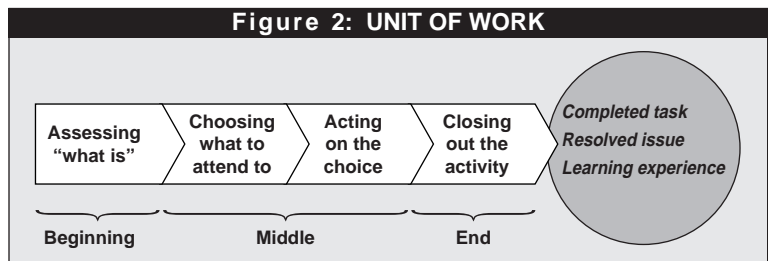 Figure 2: UNIT OF WORK
Assessing
“what is”
Choosing
what to
attend to
Acting
on the
choice
Closing
out the
activity
Completed task
Resolved issue
Learning experience
Beginning
Middle
End